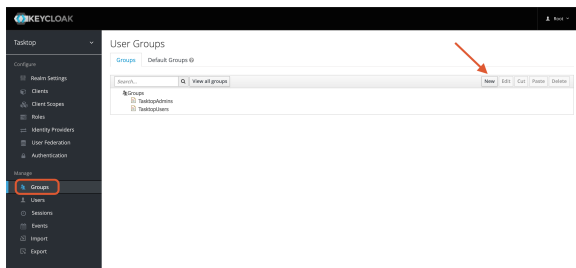 KEYCLOAK
Root
Tasktop
Configure
Realm Settings
Clients
Client Scopes
Roles
Identity Providers
User Federation
Authentication
Manage
Groups
Users
Sessions
Events
Import
Export
User Groups
Groups Default Groups
Search... View all groups New Edit Cut Paste Delete
Groups
TasktopAdmins
TasktopUsers